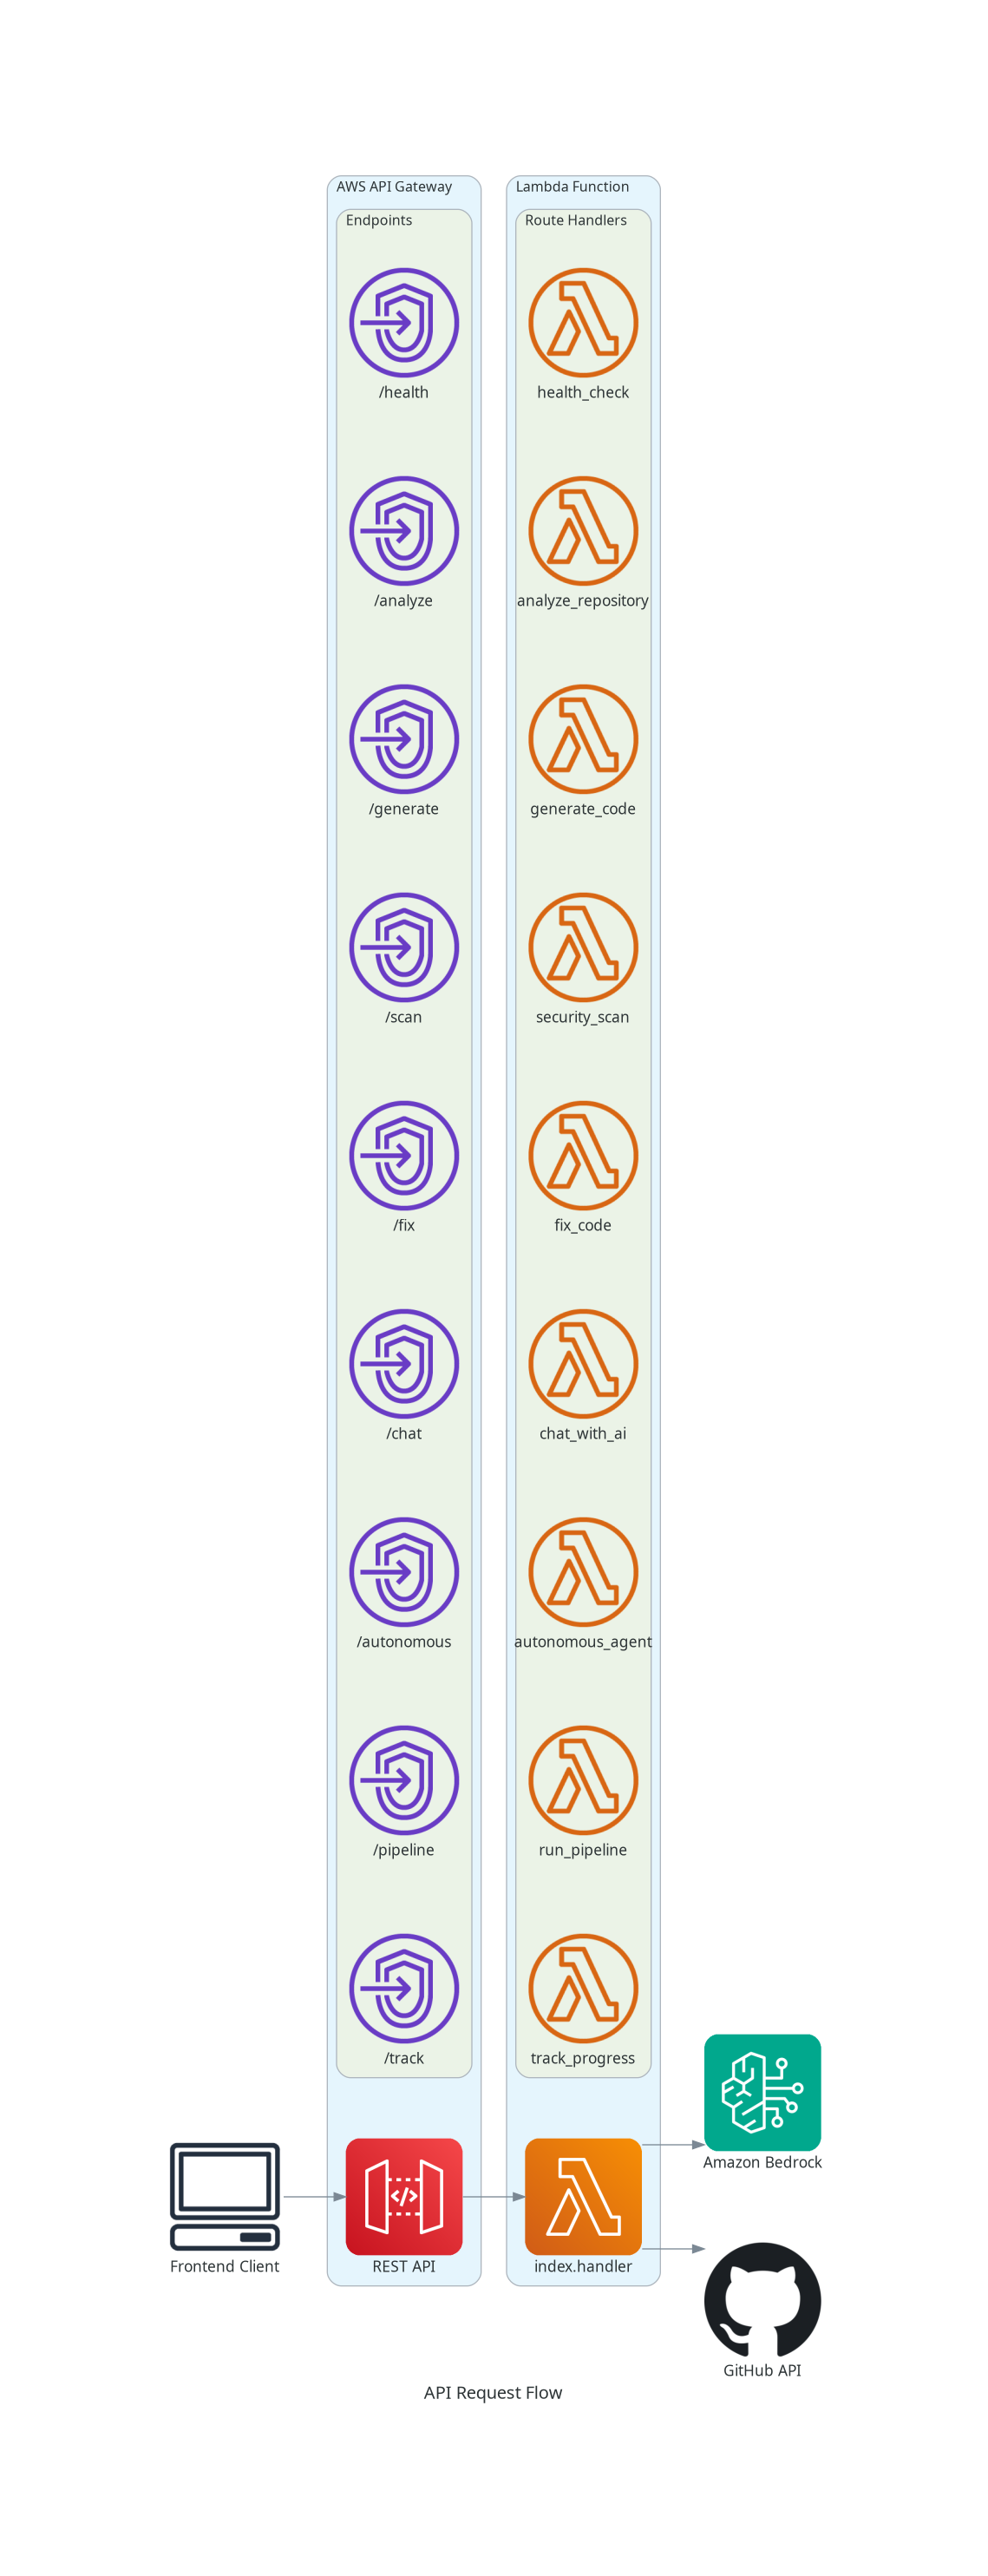 AWS API Gateway
Endpoints
/health
/analyze
/generate
/scan
/fix
/chat
/autonomous
/pipeline
/track
REST API
Lambda Function
Route Handlers
health_check
analyze_repository
generate_code
security_scan
fix_code
chat_with_ai
autonomous_agent
run_pipeline
track_progress
index.handler
Frontend Client
</>
Amazon Bedrock
GitHub API
API Request Flow